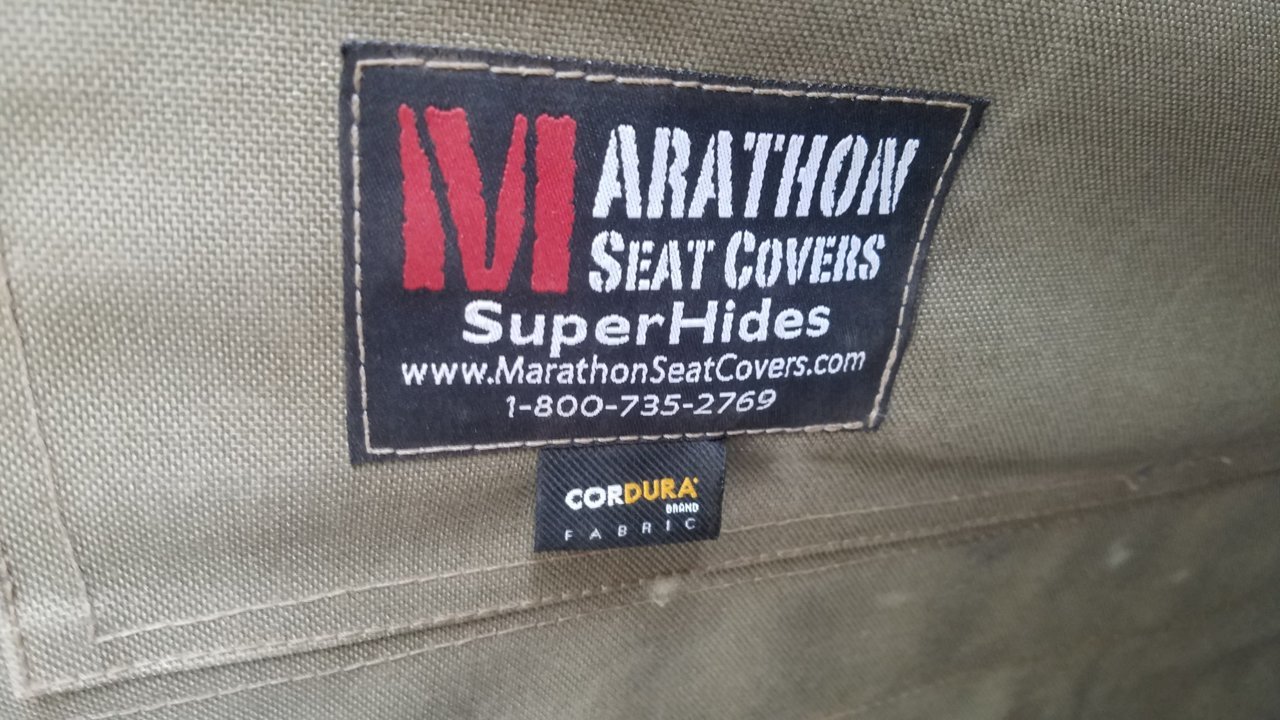 MARATHON
SEAT COVERS
SuperHides
www.MarathonSeatCovers.com
1-800-735-2769
CORDURA
BRAND
FABRIC